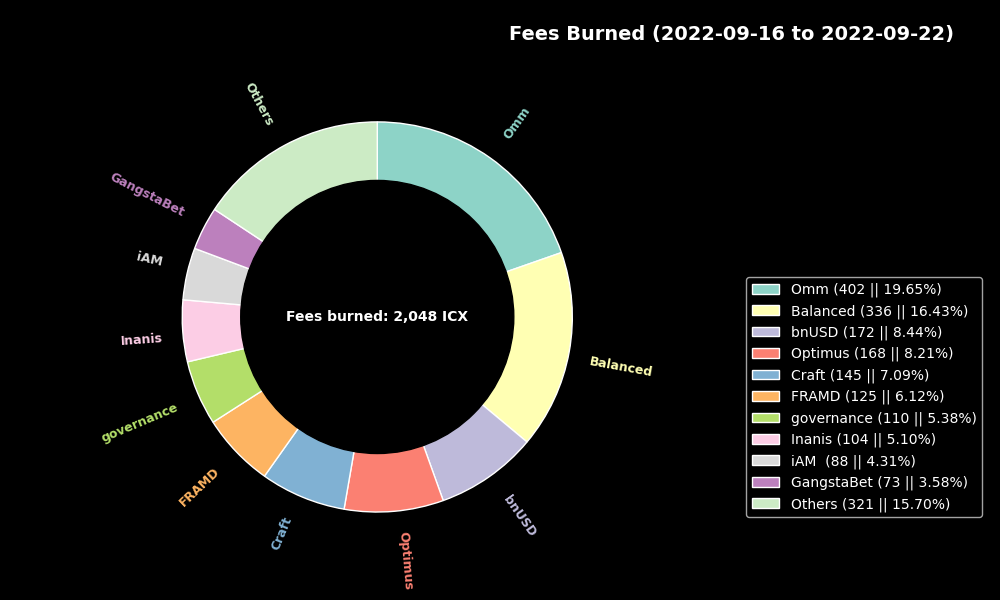 Fees Burned (2022-09-16 to 2022-09-22)
Others
Omm
GangstaBet
iAM
Inanis
governance
FRAMD
Craft
Optimus
bnUSD
Balanced
Fees burned: 2,048 ICX
Omm (402 || 19.65%)
Balanced (336 || 16.43%)
bnUSD (172 || 8.44%)
Optimus (168 || 8.21%)
Craft (145 || 7.09%)
FRAMD (125 || 6.12%)
governance (110 || 5.38%)
Inanis (104 || 5.10%)
iAM  (88 || 4.31%)
GangstaBet (73 || 3.58%)
Others (321 || 15.70%)